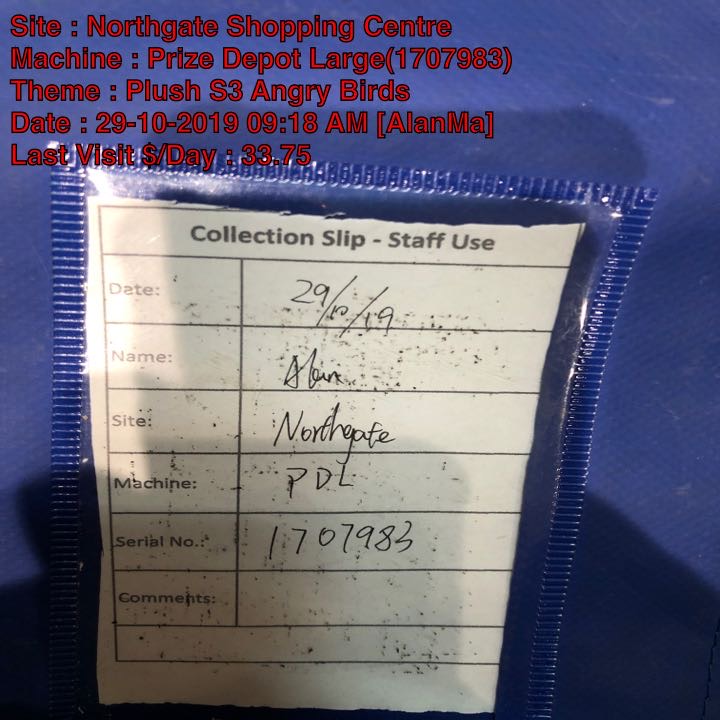 Site : Northgate Shopping Centre
Machine : Prize Depot Large(1707983)
Theme : Plush S3 Angry Birds
Date : 29-10-2019 09:18 AM [AlanMa]
Last Visit $/Day : 33.75
Collection Slip - Staff Use
Date: 29/10/19
Name: Alan
Site: Northgate
Machine: PDL
Serial No.: 1707983
Comments: